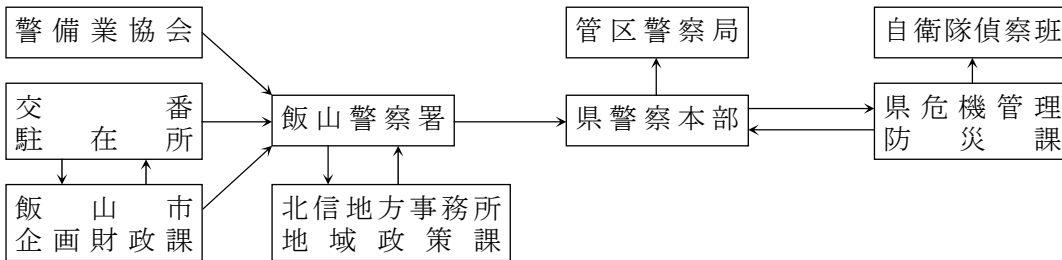 警備業協会
管区警察局
自衛隊偵察班
交番
駐在所
飯山警察署
県警察本部
県危機管理
防災課
飯山市
企画財政課
北信地方事務所
地域政策課